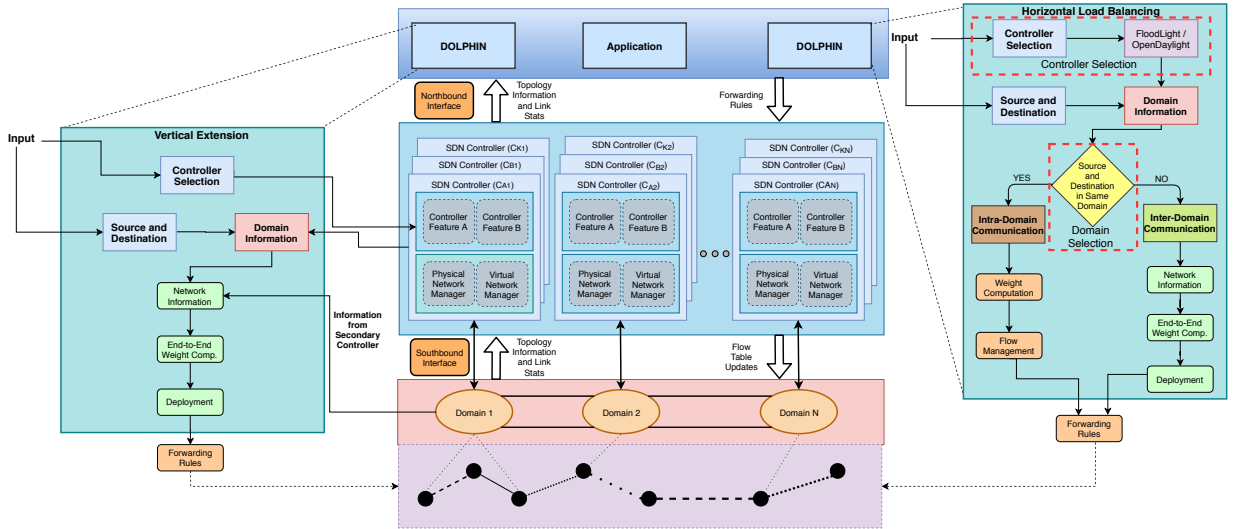 DOLPHIN
Application
DOLPHIN
Northbound
Interface
Topology
Information
and Link
Stats
Forwarding
Rules
Vertical Extension
Input
Controller
Selection
Source and
Destination
Domain
Information
Network
Information
End-to-End
Weight Comp.
Deployment
Forwarding
Rules
Information
from
Secondary
Controller
SDN Controller (CK1)
SDN Controller (CB1)
SDN Controller (CA1)
Controller
Feature A
Controller
Feature B
Physical
Network
Manager
Virtual
Network
Manager
SDN Controller (CK2)
SDN Controller (CB2)
SDN Controller (CA2)
Controller
Feature A
Controller
Feature B
Physical
Network
Manager
Virtual
Network
Manager
SDN Controller (CKN)
SDN Controller (CBN)
SDN Controller (CAN)
Controller
Feature A
Controller
Feature B
Physical
Network
Manager
Virtual
Network
Manager
Southbound
Interface
Topology
Information
and Link
Stats
Flow
Table
Updates
Domain 1
Domain 2
Domain N
Horizontal Load Balancing
Input
Controller
Selection
FloodLight /
OpenDaylight
Controller Selection
Source and
Destination
Domain
Information
Source
and
Destination
in Same
Domain
YES
NO
Domain
Selection
Intra-Domain
Communication
Inter-Domain
Communication
Weight
Computation
Flow
Management
Network
Information
End-to-End
Weight Comp.
Deployment
Forwarding
Rules